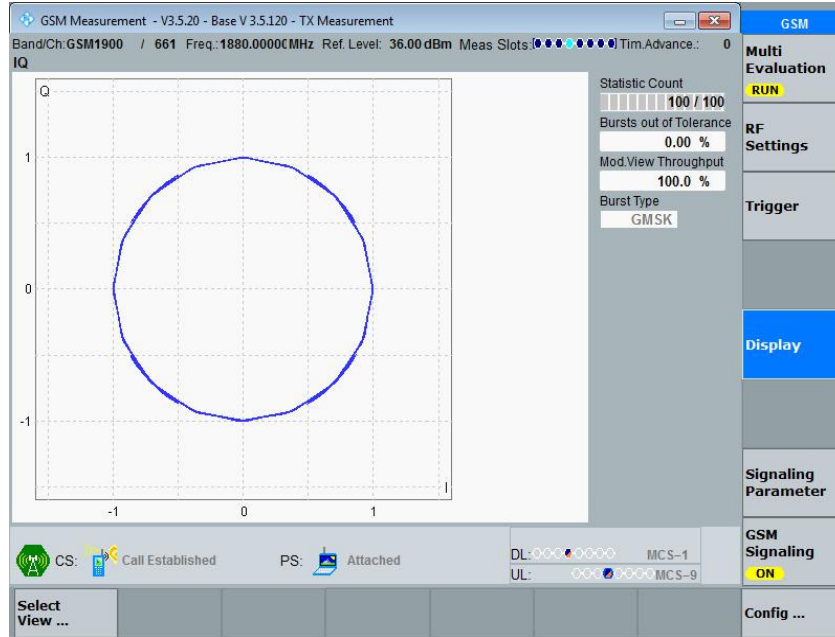 GSM Measurement - V3.5.20 - Base V 3.5.120 - TX Measurement
GSM
Band/Ch:GSM1900 / 661 Freq.:1880.00000MHz Ref. Level: 36.00 dBm Meas Slots: Tim.Advance.: 0
IQ
Multi
Evaluation
RUN
Statistic Count
100 / 100
Bursts out of Tolerance
0.00 %
Mod.View Throughput
100.0 %
Burst Type
GMSK
RF
Settings
Trigger
Display
Signaling
Parameter
GSM
Signaling
ON
Q
1
0
-1
I
-1 0 1
CS: Call Established PS: Attached
DL: MCS-1
UL: MCS-9
Select
View ...
Config ...